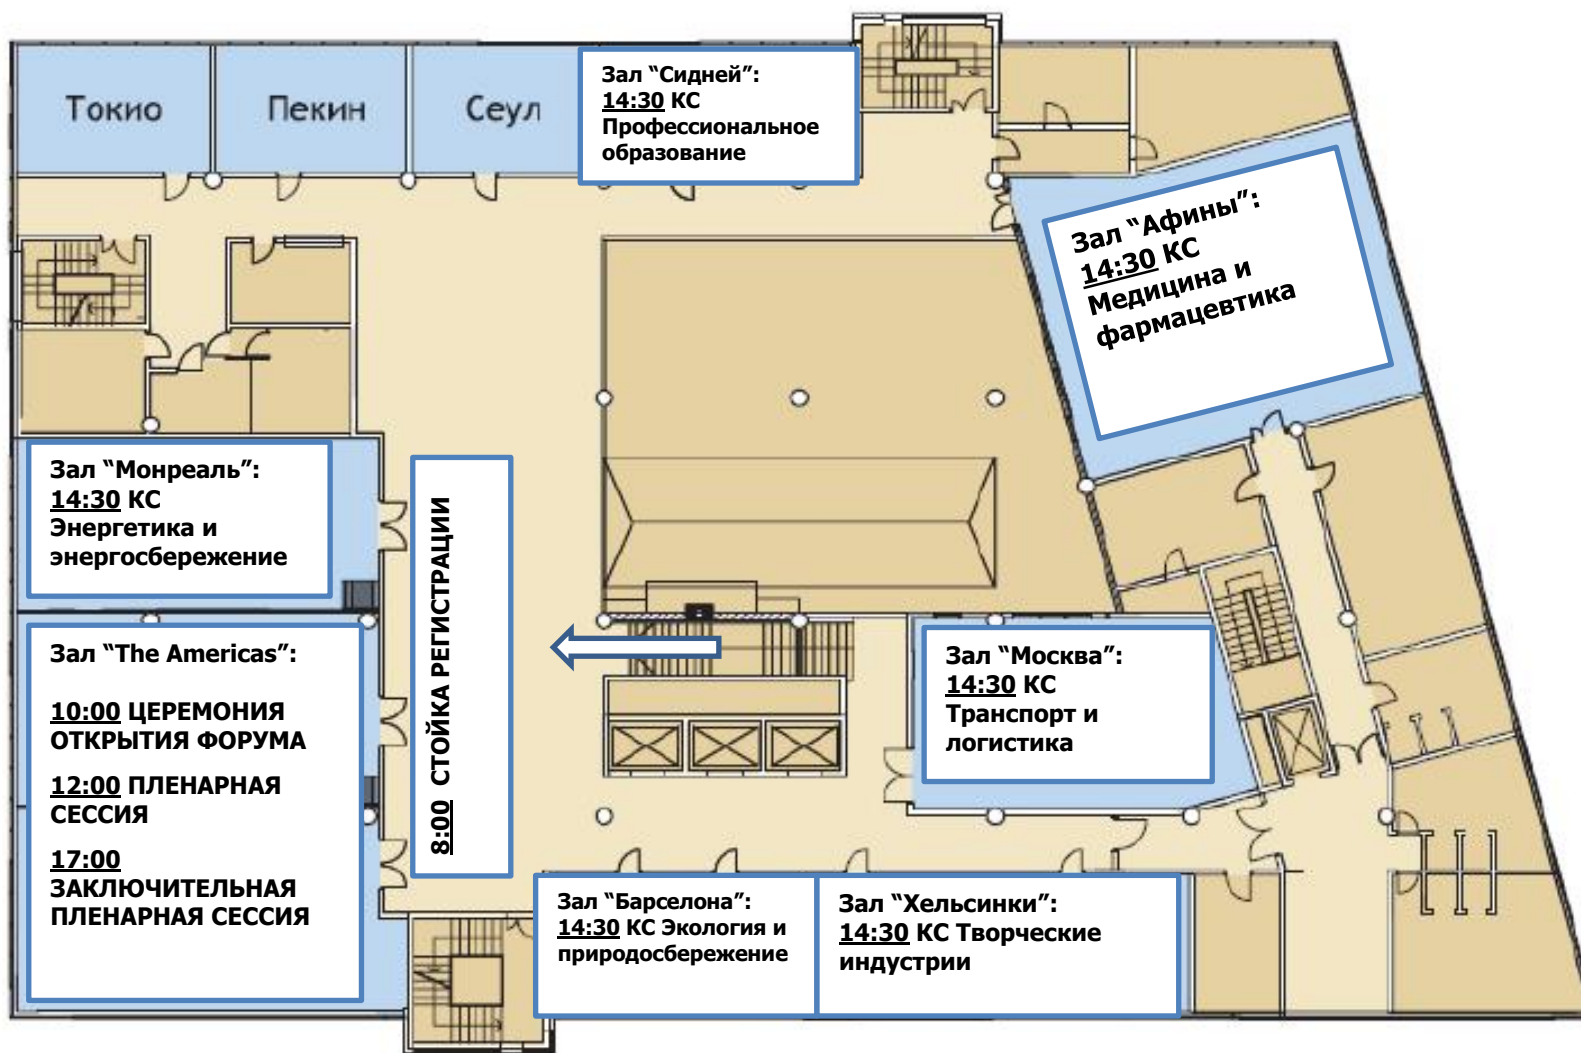 Токио
Пекин
Сеул
Зал “Сидней”:
14:30 КС
Профессиональное
образование
Зал “Афины”:
14:30 КС
Медицина и
фармацевтика
Зал “Монреаль”:
14:30 КС
Энергетика и
энергосбережение
8:00 СТОЙКА РЕГИСТРАЦИИ
Зал “The Americas”:
10:00 ЦЕРЕМОНИЯ
ОТКРЫТИЯ ФОРУМА
12:00 ПЛЕНАРНАЯ
СЕССИЯ
17:00
ЗАКЛЮЧИТЕЛЬНАЯ
ПЛЕНАРНАЯ СЕССИЯ
Зал “Москва”:
14:30 КС
Транспорт и
логистика
Зал “Барселона”:
14:30 КС Экология и
природосбережение
Зал “Хельсинки”:
14:30 КС Творческие
индустрии